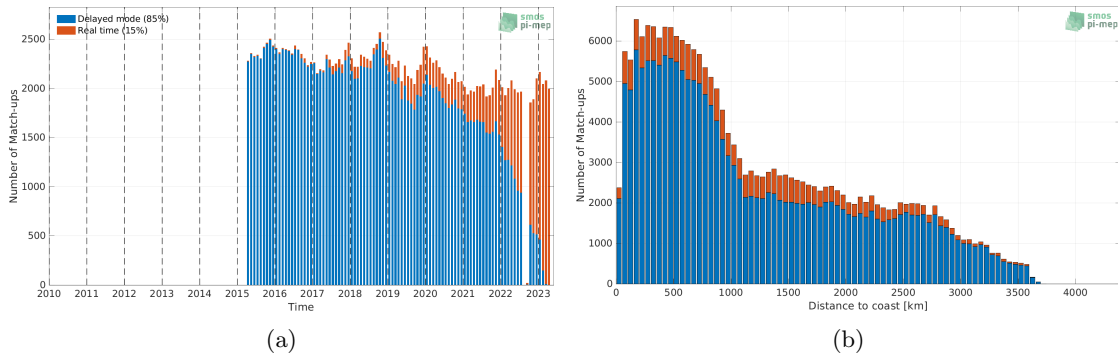 Delayed mode (85%)
Real time (15%)
smos
pi-mep
2500
2000
1500
1000
500
0
Number of Match-ups
2010 2011 2012 2013 2014 2015 2016 2017 2018 2019 2020 2021 2022 2023
Time
(a)
smos
pi-mep
6000
5000
4000
3000
2000
1000
0
Number of Match-ups
0 500 1000 1500 2000 2500 3000 3500 4000
Distance to coast [km]
(b)